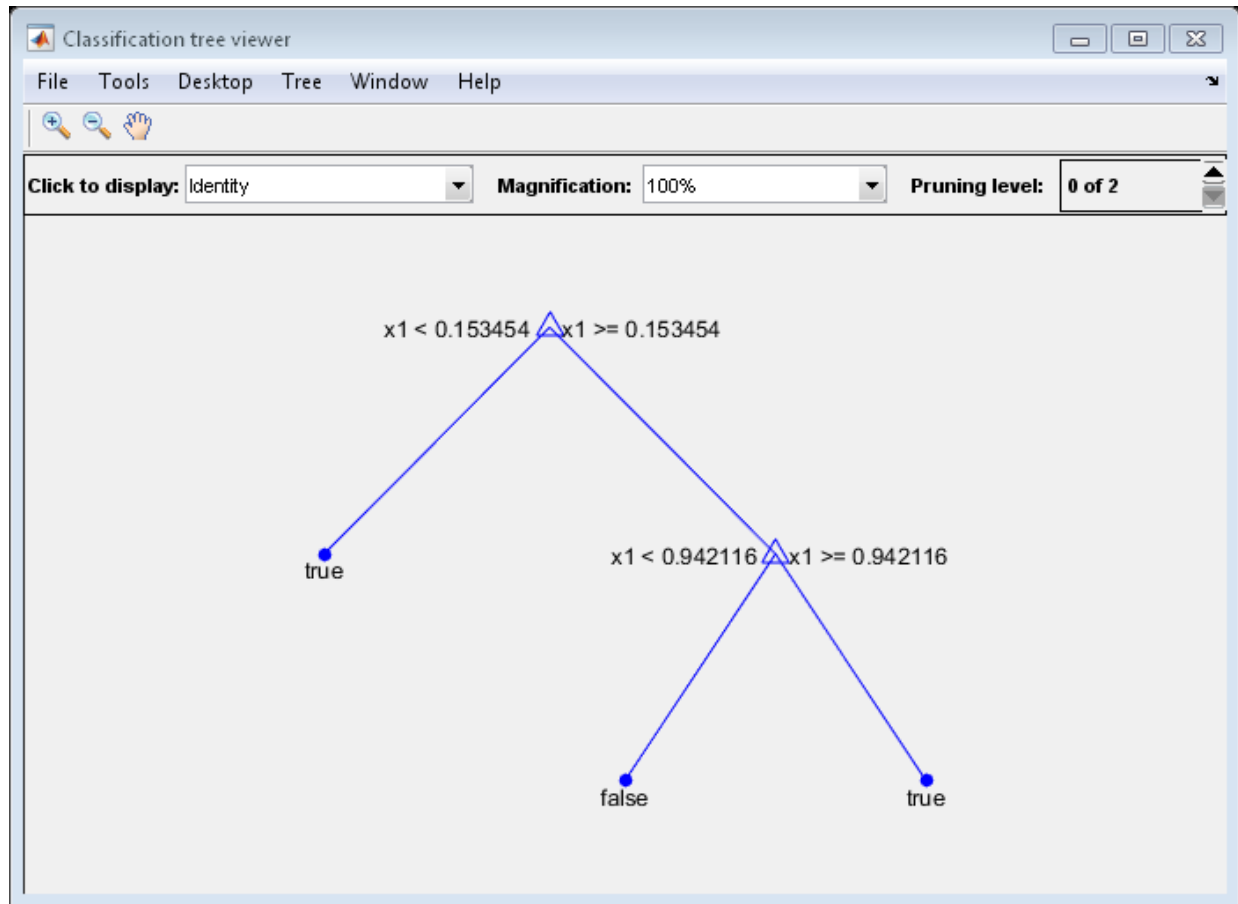 Classification tree viewer
File Tools Desktop Tree Window Help
Click to display: Identity Magnification: 100% Pruning level: 0 of 2
x1 < 0.153454 x1 >= 0.153454
true
x1 < 0.942116 x1 >= 0.942116
false true